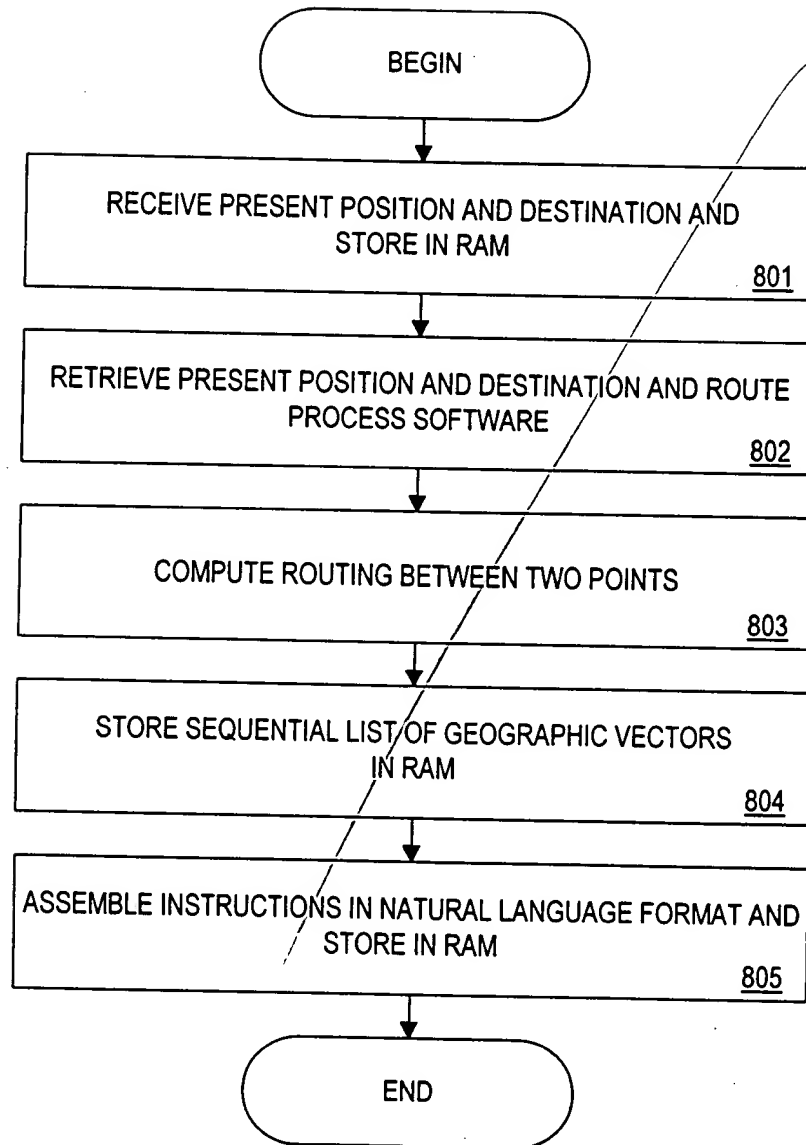 BEGIN
RECEIVE PRESENT POSITION AND DESTINATION AND
STORE IN RAM
801
RETRIEVE PRESENT POSITION AND DESTINATION AND ROUTE
PROCESS SOFTWARE
802
COMPUTE ROUTING BETWEEN TWO POINTS
803
STORE SEQUENTIAL LIST OF GEOGRAPHIC VECTORS
IN RAM
804
ASSEMBLE INSTRUCTIONS IN NATURAL LANGUAGE FORMAT AND
STORE IN RAM
805
END